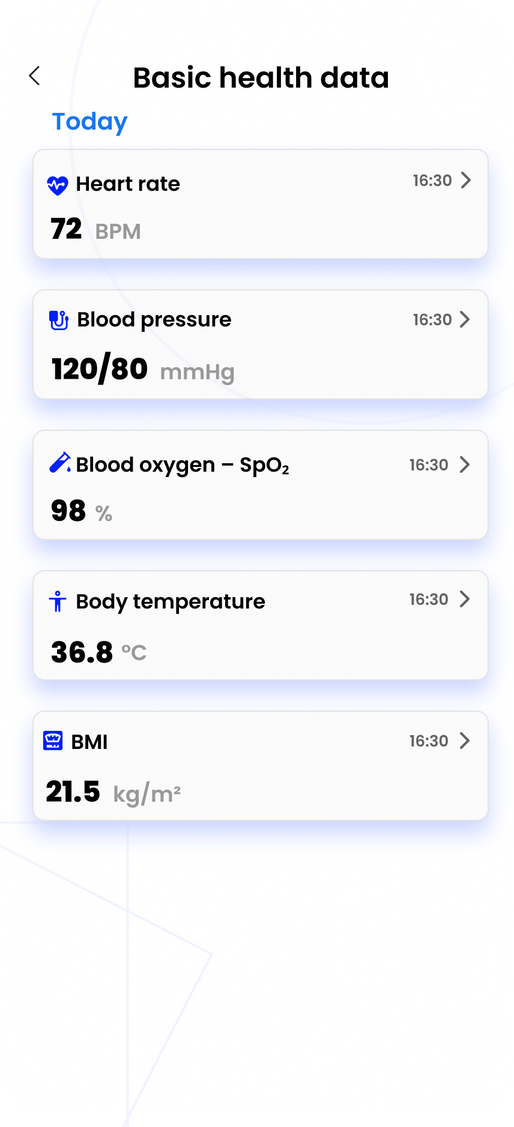 Basic health data
Today
Heart rate 16:30
72 BPM
Blood pressure 16:30
120/80 mmHg
Blood oxygen – SpO₂ 16:30
98 %
Body temperature 16:30
36.8 °C
BMI 16:30
21.5 kg/m²